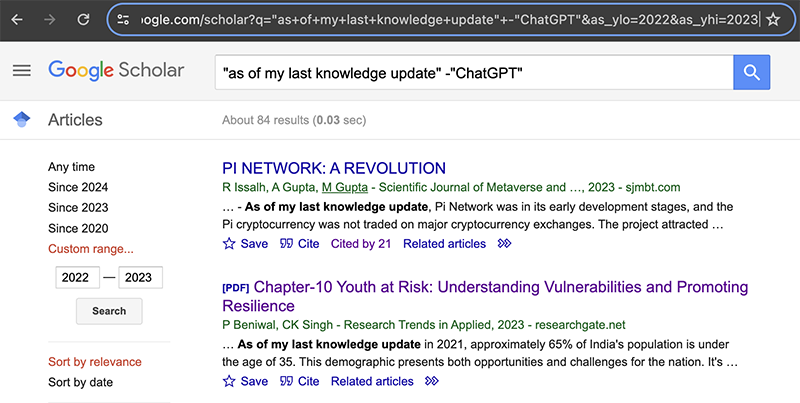 oogle.com/scholar?q="as+of+my+last+knowledge+update"+-"ChatGPT"&as_ylo=2022&as_yhi=2023
Google Scholar
"as of my last knowledge update" -"ChatGPT"
Articles
About 84 results (0.03 sec)
Any time
Since 2024
Since 2023
Since 2020
Custom range...
2022 — 2023
Search
Sort by relevance
Sort by date
PI NETWORK: A REVOLUTION
R Issalh, A Gupta, M Gupta - Scientific Journal of Metaverse and …, 2023 - sjmbt.com
… - As of my last knowledge update, Pi Network was in its early development stages, and the
Pi cryptocurrency was not traded on major cryptocurrency exchanges. The project attracted …
Save Cite Cited by 21 Related articles
[PDF] Chapter-10 Youth at Risk: Understanding Vulnerabilities and Promoting
Resilience
P Beniwal, CK Singh - Research Trends in Applied, 2023 - researchgate.net
… As of my last knowledge update in 2021, approximately 65% of India's population is under
the age of 35. This demographic presents both opportunities and challenges for the nation. It's …
Save Cite Related articles